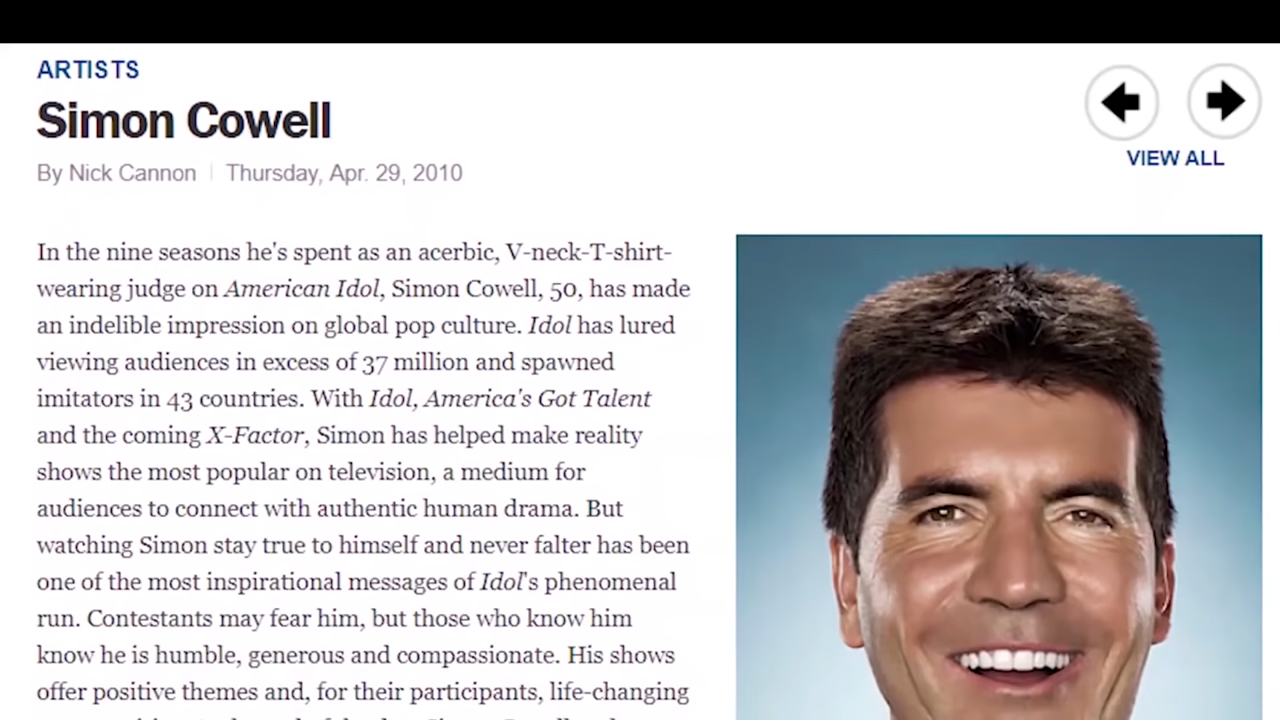 ARTISTS
Simon Cowell
By Nick Cannon | Thursday, Apr. 29, 2010
VIEW ALL
In the nine seasons he's spent as an acerbic, V-neck-T-shirt-
wearing judge on American Idol, Simon Cowell, 50, has made
an indelible impression on global pop culture. Idol has lured
viewing audiences in excess of 37 million and spawned
imitators in 43 countries. With Idol, America's Got Talent
and the coming X-Factor, Simon has helped make reality
shows the most popular on television, a medium for
audiences to connect with authentic human drama. But
watching Simon stay true to himself and never falter has been
one of the most inspirational messages of Idol's phenomenal
run. Contestants may fear him, but those who know him
know he is humble, generous and compassionate. His shows
offer positive themes and, for their participants, life-changing